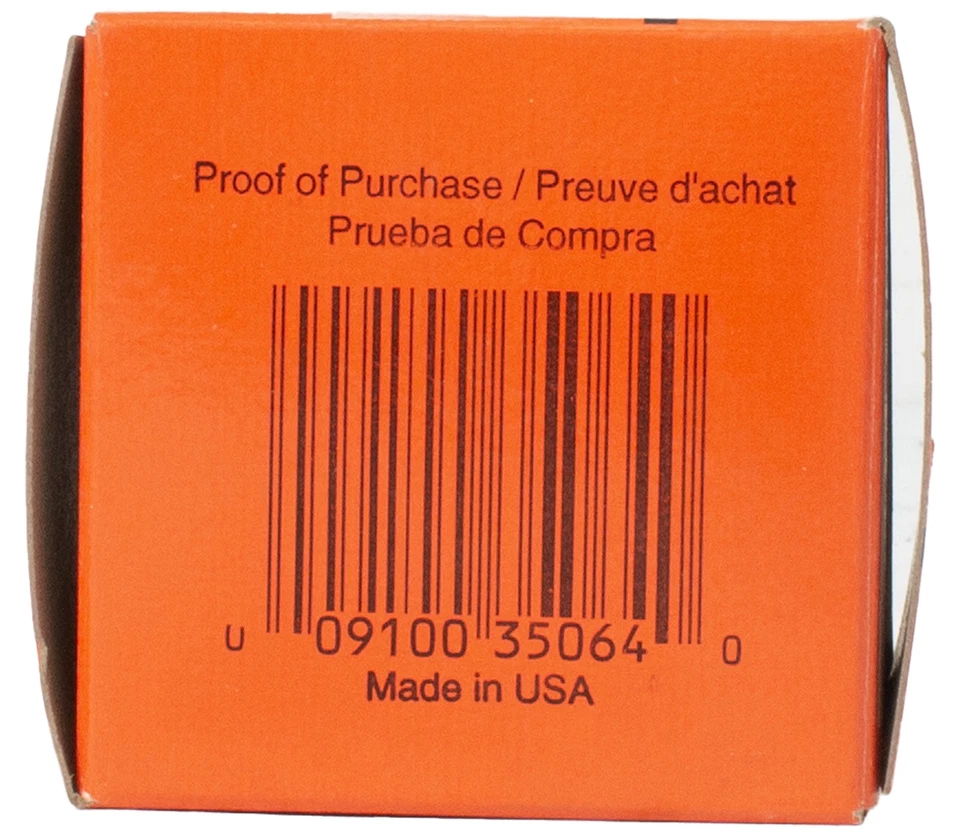 Proof of Purchase / Preuve d'achat
Prueba de Compra
U 09100 35064 0
Made in USA